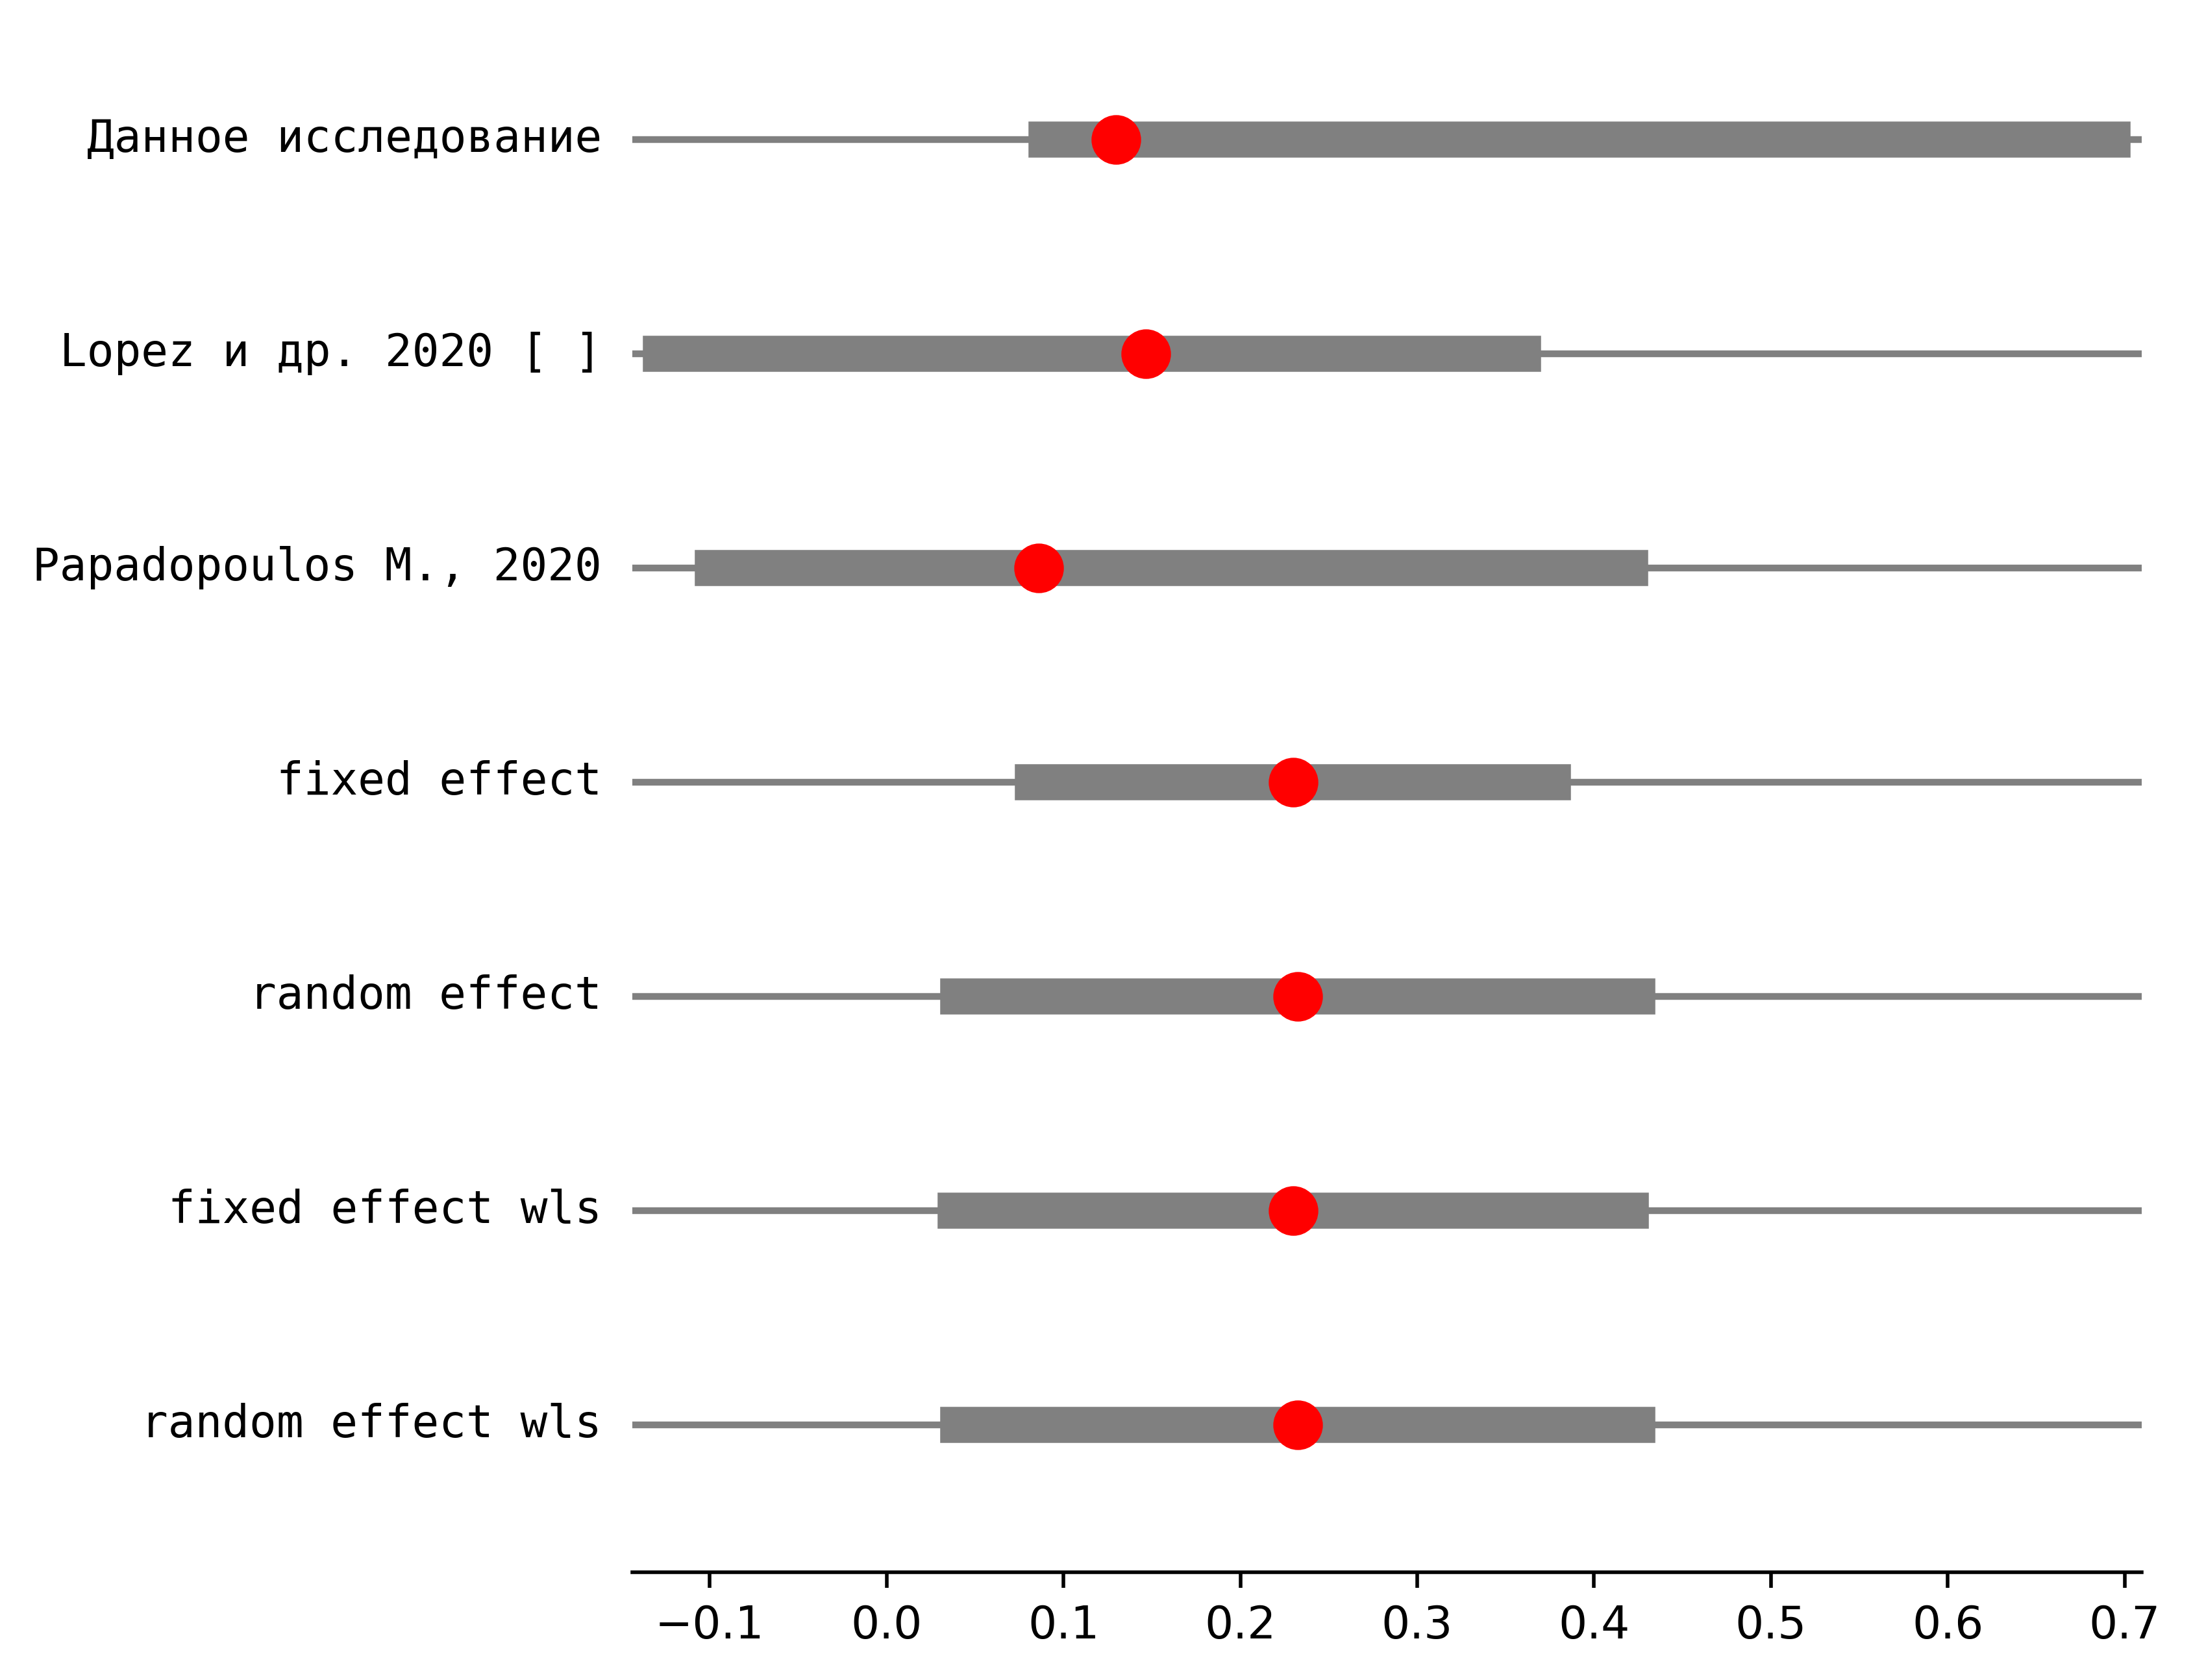 Данное исследование
Lopez и др. 2020 [ ]
Papadopoulos M., 2020
fixed effect
random effect
fixed effect wls
random effect wls
−0.1 0.0 0.1 0.2 0.3 0.4 0.5 0.6 0.7